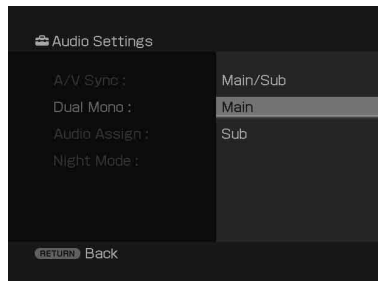 Audio Settings
A/V Sync : Main/Sub
Dual Mono : Main
Audio Assign : Sub
Night Mode :
RETURN Back